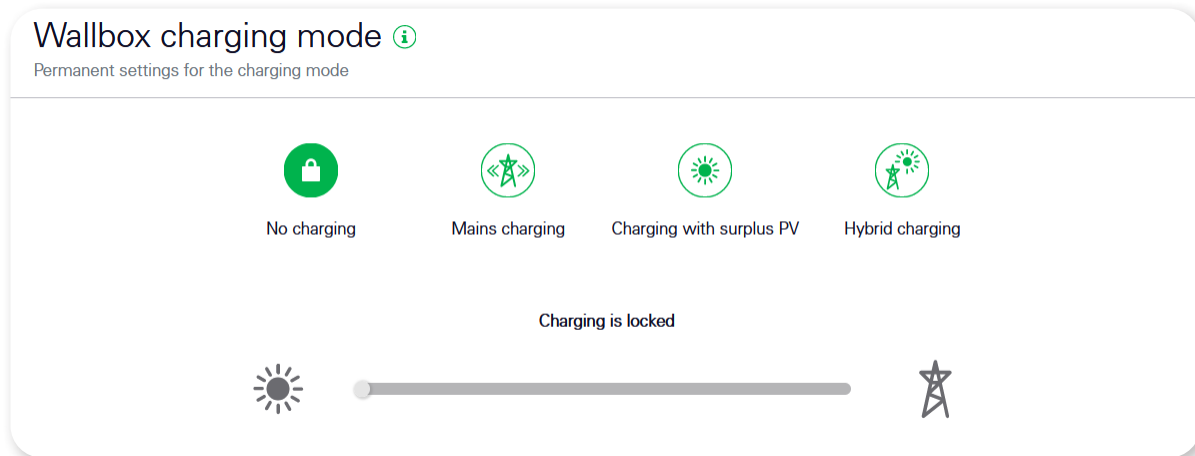 Wallbox charging mode
Permanent settings for the charging mode
No charging
Mains charging
Charging with surplus PV
Hybrid charging
Charging is locked